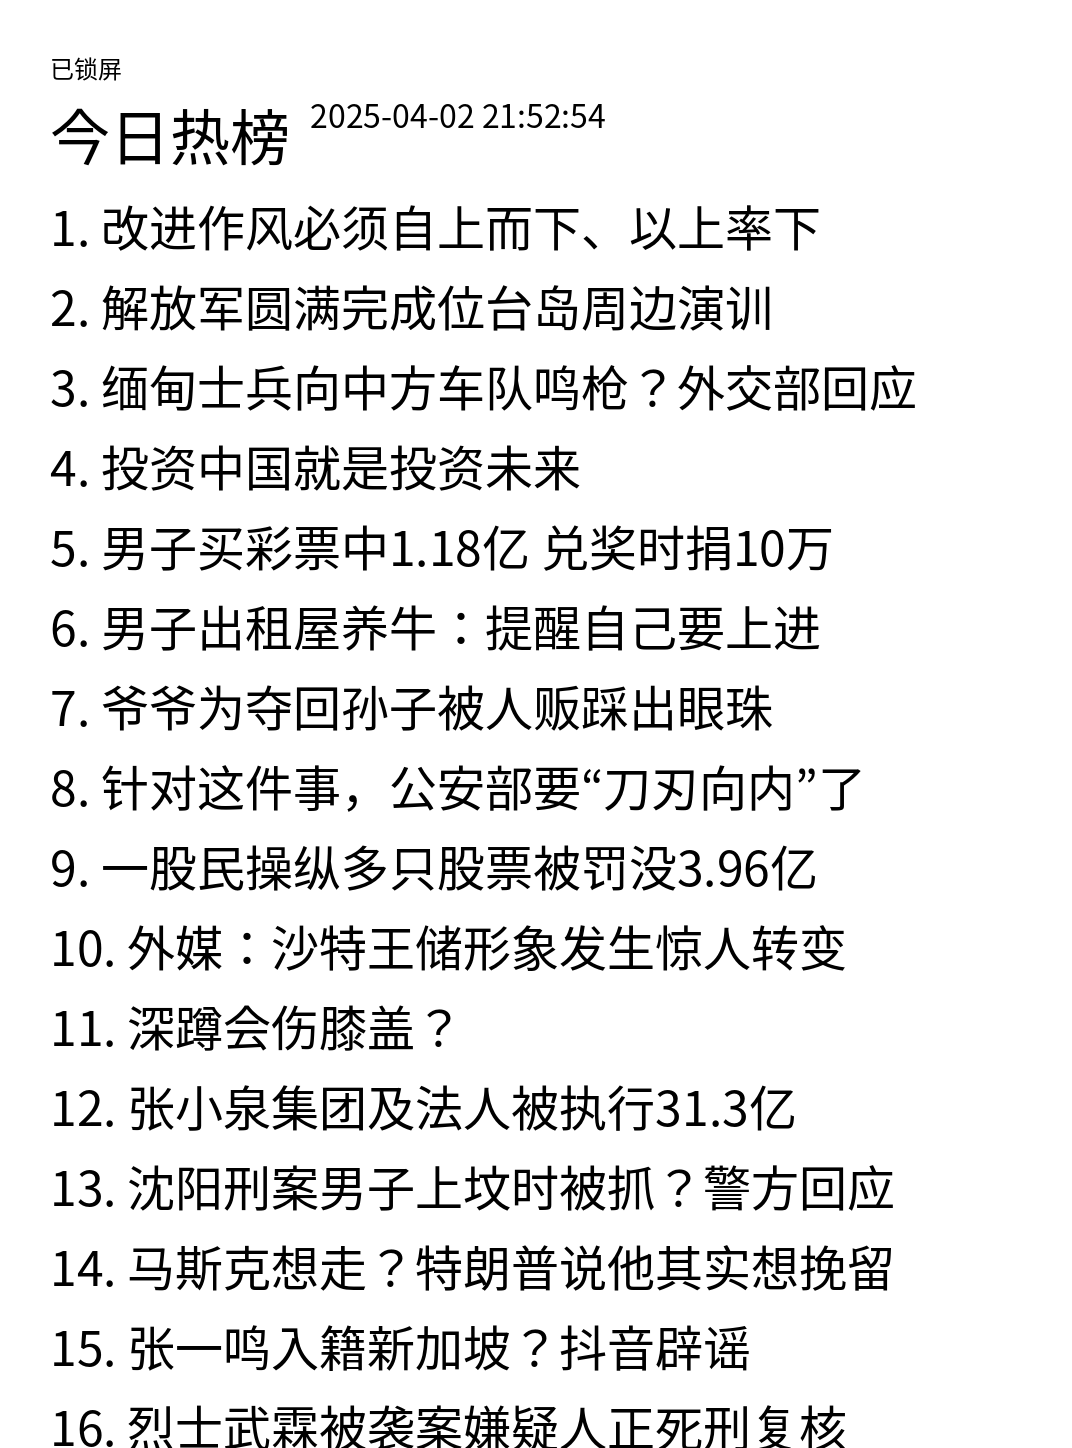 已锁屏
今日热榜 2025-04-02 21:52:54
1. 改进作风必须自上而下、以上率下
2. 解放军圆满完成位台岛周边演训
3. 缅甸士兵向中方车队鸣枪？外交部回应
4. 投资中国就是投资未来
5. 男子买彩票中1.18亿 兑奖时捐10万
6. 男子出租屋养牛：提醒自己要上进
7. 爷爷为夺回孙子被人贩踩出眼珠
8. 针对这件事，公安部要“刀刃向内”了
9. 一股民操纵多只股票被罚没3.96亿
10. 外媒：沙特王储形象发生惊人转变
11. 深蹲会伤膝盖？
12. 张小泉集团及法人被执行31.3亿
13. 沈阳刑案男子上坟时被抓？警方回应
14. 马斯克想走？特朗普说他其实想挽留
15. 张一鸣入籍新加坡？抖音辟谣
16. 烈士武霖被袭案嫌疑人正死刑复核